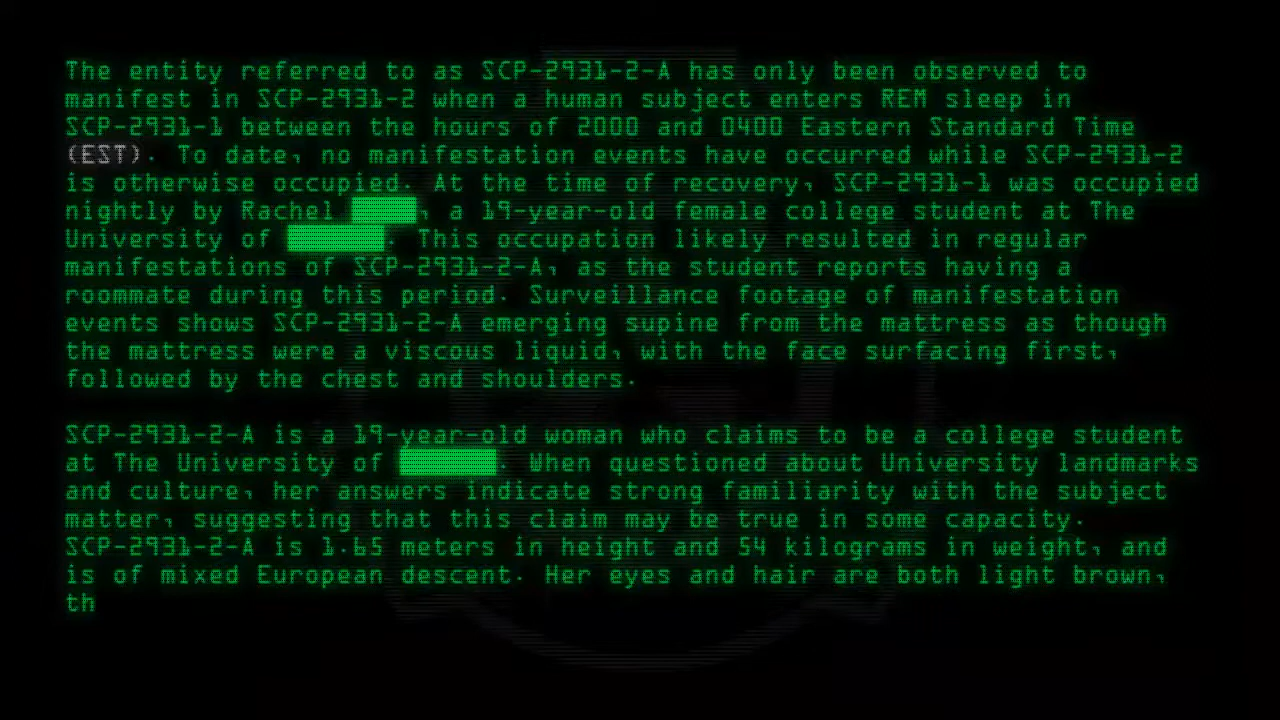 The entity referred to as SCP-2931-2-A has only been observed to
manifest in SCP-2931-2 when a human subject enters REM sleep in
SCP-2931-1 between the hours of 2000 and 0400 Eastern Standard Time
(EST). To date, no manifestation events have occurred while SCP-2931-2
is otherwise occupied. At the time of recovery, SCP-2931-1 was occupied
nightly by Rachel ████, a 19-year-old female college student at The
University of ██████. This occupation likely resulted in regular
manifestations of SCP-2931-2-A, as the student reports having a
roommate during this period. Surveillance footage of manifestation
events shows SCP-2931-2-A emerging supine from the mattress as though
the mattress were a viscous liquid, with the face surfacing first,
followed by the chest and shoulders.
SCP-2931-2-A is a 19-year-old woman who claims to be a college student
at The University of ██████. When questioned about University landmarks
and culture, her answers indicate strong familiarity with the subject
matter, suggesting that this claim may be true in some capacity.
SCP-2931-2-A is 1.65 meters in height and 54 kilograms in weight, and
is of mixed European descent. Her eyes and hair are both light brown,
th